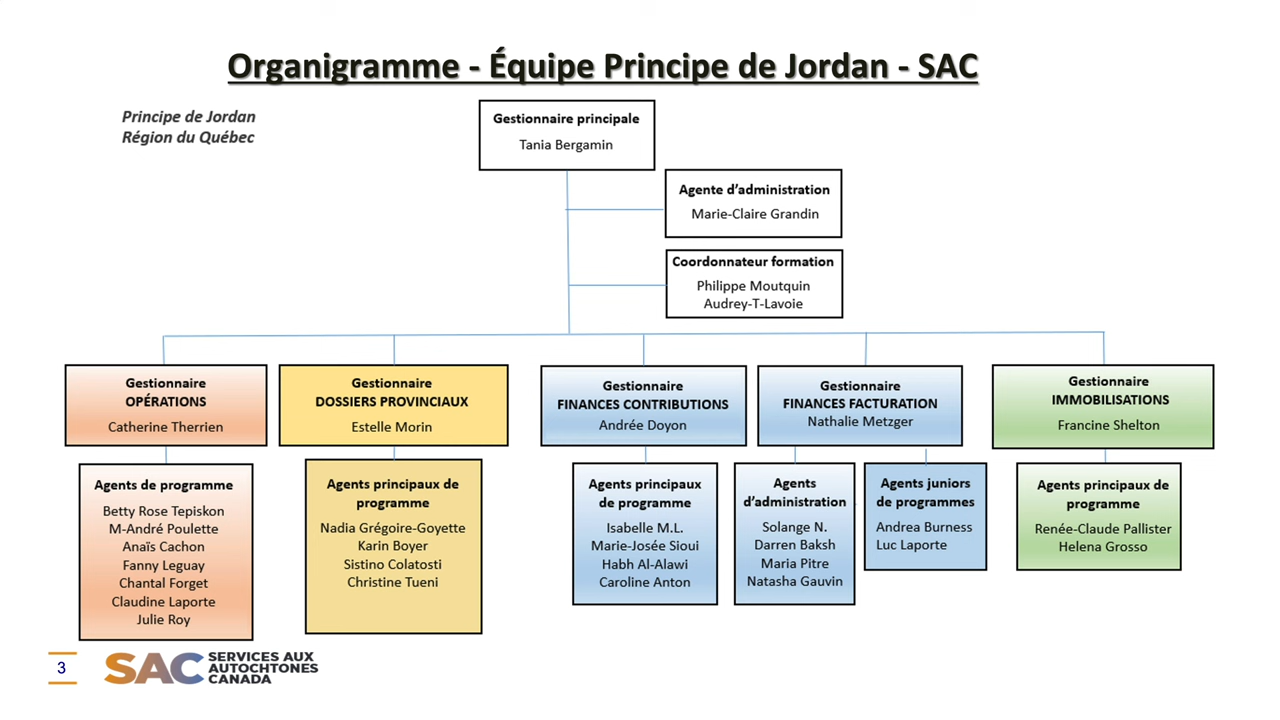 Organigramme - Équipe Principe de Jordan - SAC
Principe de Jordan
Région du Québec
Gestionnaire principale
Tania Bergamin
Agente d’administration
Marie-Claire Grandin
Coordonnateur formation
Philippe Moutquin
Audrey-T-Lavoie
Gestionnaire
OPÉRATIONS
Catherine Therrien
Agents de programme
Betty Rose Tepiskon
M-André Poulette
Anaïs Cachon
Fanny Leguay
Chantal Forget
Claudine Laporte
Julie Roy
Gestionnaire
DOSSIERS PROVINCIAUX
Estelle Morin
Agents principaux de
programme
Nadia Grégoire-Goyette
Karin Boyer
Sistino Colatosti
Christine Tueni
Gestionnaire
FINANCES CONTRIBUTIONS
Andrée Doyon
Agents principaux
de programme
Isabelle M.L.
Marie-Josée Sioui
Habh Al-Alawi
Caroline Anton
Gestionnaire
FINANCES FACTURATION
Nathalie Metzger
Agents
d’administration
Solange N.
Darren Baksh
Maria Pitre
Natasha Gauvin
Agents juniors
de programmes
Andrea Burness
Luc Laporte
Gestionnaire
IMMOBILISATIONS
Francine Shelton
Agents principaux de
programme
Renée-Claude Pallister
Helena Grosso
3
SAC
SERVICES AUX
AUTOCHTONES
CANADA